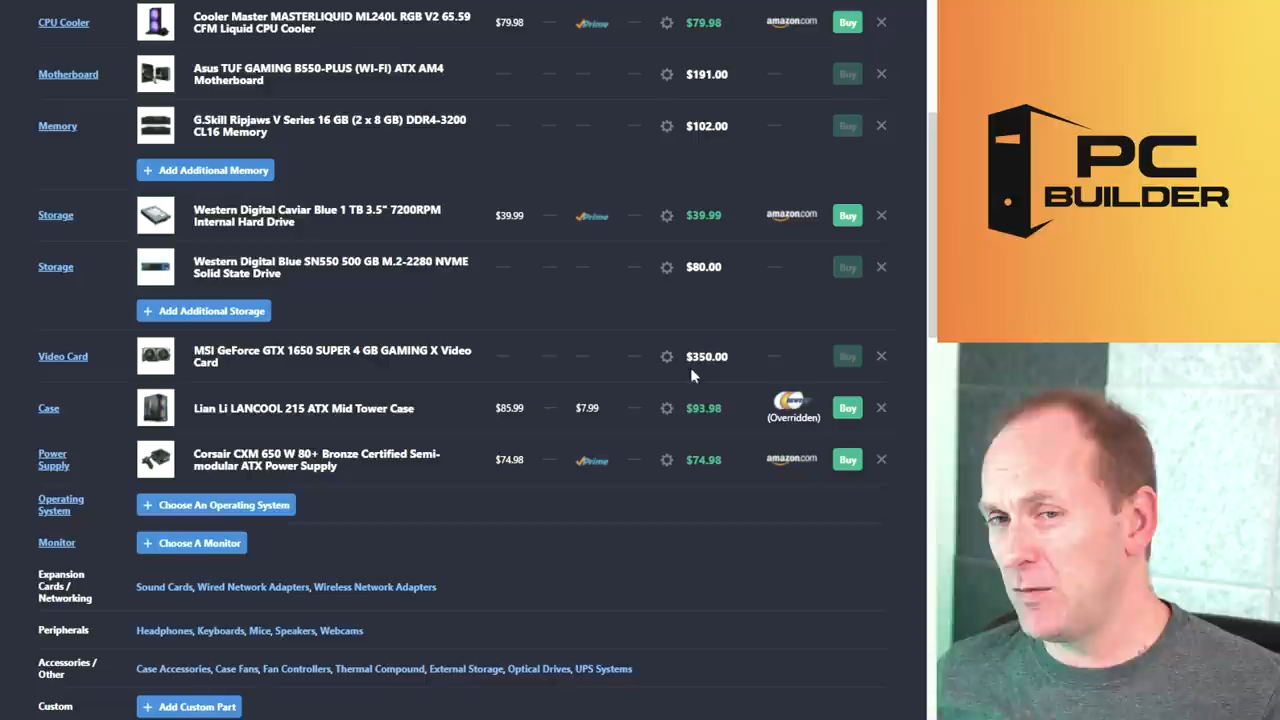 CPU Cooler
Cooler Master MASTERLIQUID ML240L RGB V2 65.59
CFM Liquid CPU Cooler
$79.98
Prime
$79.98
amazon.com
Buy
Motherboard
Asus TUF GAMING B550-PLUS (WI-FI) ATX AM4
Motherboard
$191.00
Buy
Memory
G.Skill Ripjaws V Series 16 GB (2 x 8 GB) DDR4-3200
CL16 Memory
$102.00
Buy
+ Add Additional Memory
Storage
Western Digital Caviar Blue 1 TB 3.5" 7200RPM
Internal Hard Drive
$39.99
Prime
$39.99
amazon.com
Buy
Storage
Western Digital Blue SN550 500 GB M.2-2280 NVME
Solid State Drive
$80.00
Buy
+ Add Additional Storage
Video Card
MSI GeForce GTX 1650 SUPER 4 GB GAMING X Video
Card
$350.00
Buy
Case
Lian Li LANCOOL 215 ATX Mid Tower Case
$85.99
$7.99
$93.98
(Overridden)
Buy
Power
Supply
Corsair CXM 650 W 80+ Bronze Certified Semi-
modular ATX Power Supply
$74.98
Prime
$74.98
amazon.com
Buy
Operating
System
+ Choose An Operating System
Monitor
+ Choose A Monitor
Expansion
Cards /
Networking
Sound Cards, Wired Network Adapters, Wireless Network Adapters
Peripherals
Headphones, Keyboards, Mice, Speakers, Webcams
Accessories /
Other
Case Accessories, Case Fans, Fan Controllers, Thermal Compound, External Storage, Optical Drives, UPS Systems
Custom
+ Add Custom Part
PC
BUILDER